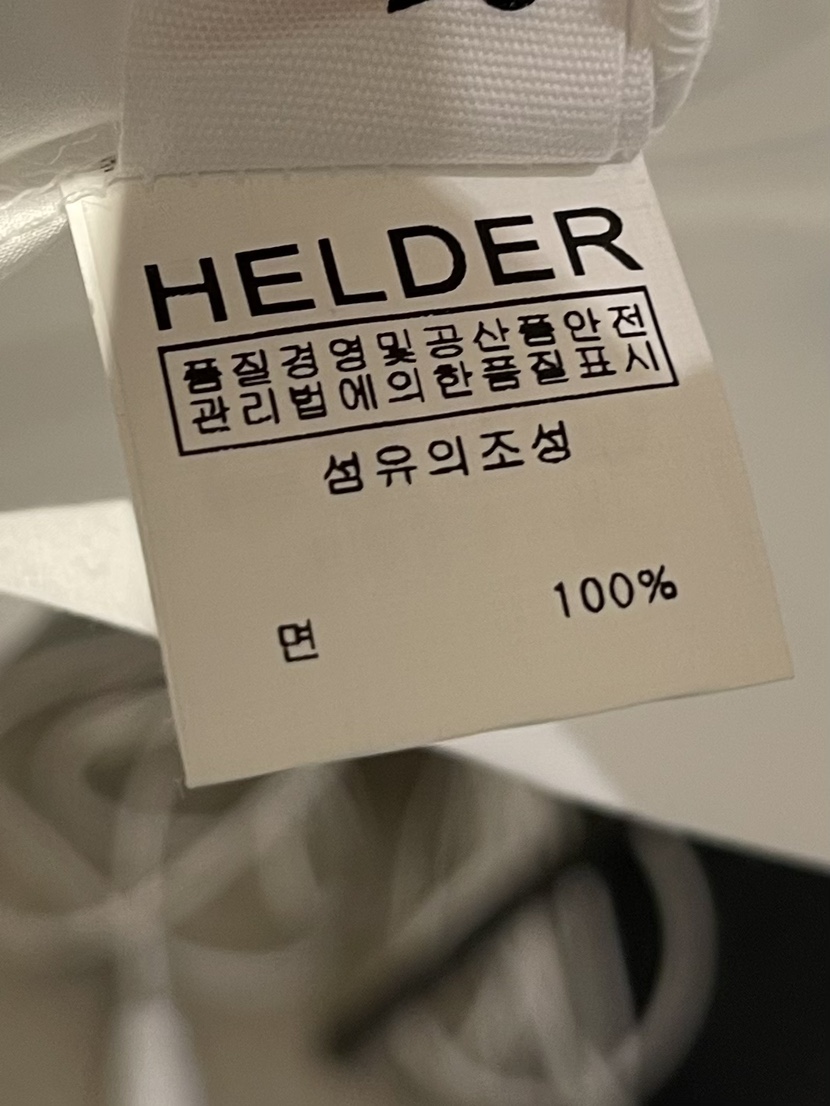 HELDER
품질경영및공산품안전
관리법에의한품질표시
섬유의조성
면 100%